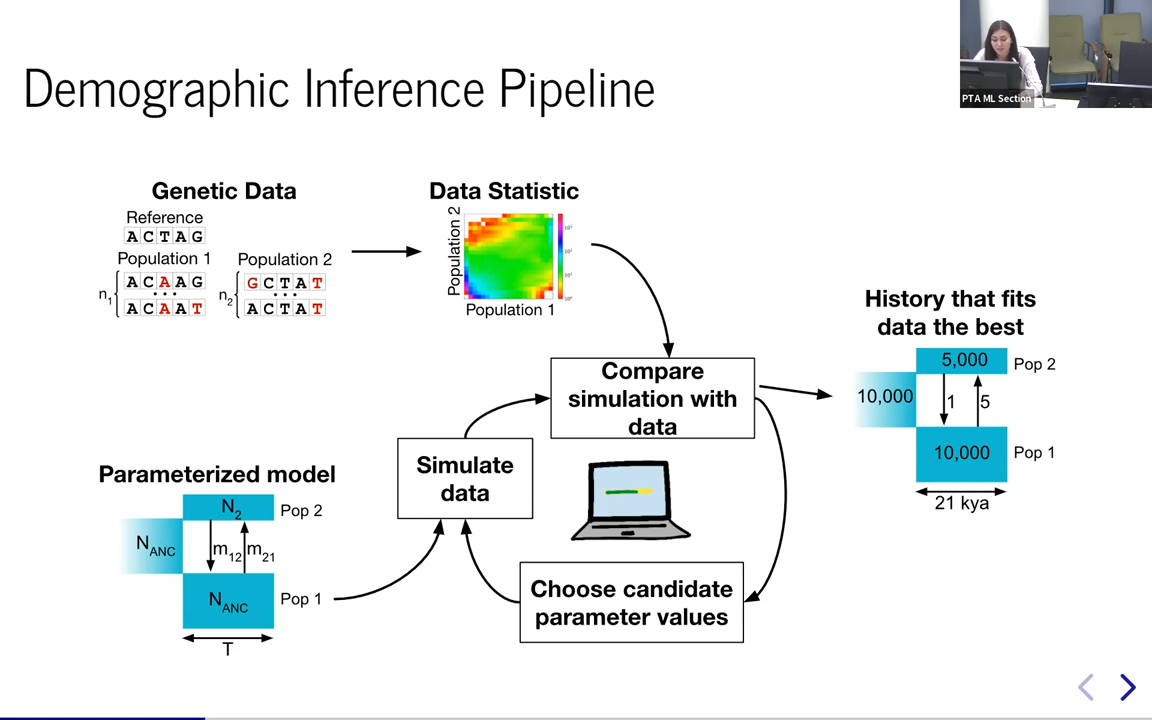 PTA ML Section
Demographic Inference Pipeline
Genetic Data
Reference
A C T A G
Population 1
n1
A C A A G
• • •
A C A A T
Population 2
n2
G C T A T
• • •
A C T A T
Data Statistic
Population 2
Population 1
Compare
simulation with
data
Simulate
data
Choose candidate
parameter values
Parameterized model
N2
Pop 2
NANC
m12
m21
NANC
Pop 1
T
History that fits
data the best
5,000
Pop 2
10,000
1
5
10,000
Pop 1
21 kya